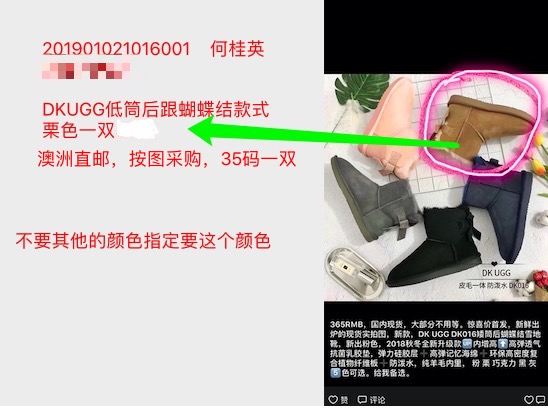 201901021016001 何桂英
DKUGG低筒后跟蝴蝶结款式
栗色一双
澳洲直邮，按图采购，35码一双
不要其他的颜色指定要这个颜色
DK UGG
皮毛一体 防泼水 DK016
365RMB，国内现货，大部分不用等。惊喜价首发，新鲜出
炉的现货实拍图，新款，DK UGG DK016矮筒后蝴蝶结雪地
靴，新出粉色，2018秋冬全新升级款🆙内增高⬆️高弹透气
抗菌乳胶垫，弹力硅胶层➕高弹记忆海绵➕环保高密度复
合植物纤维板➕防泼水，纯羊毛内里，粉 栗 巧克力 黑 灰
5️⃣色可选。给我备选。
赞 评论